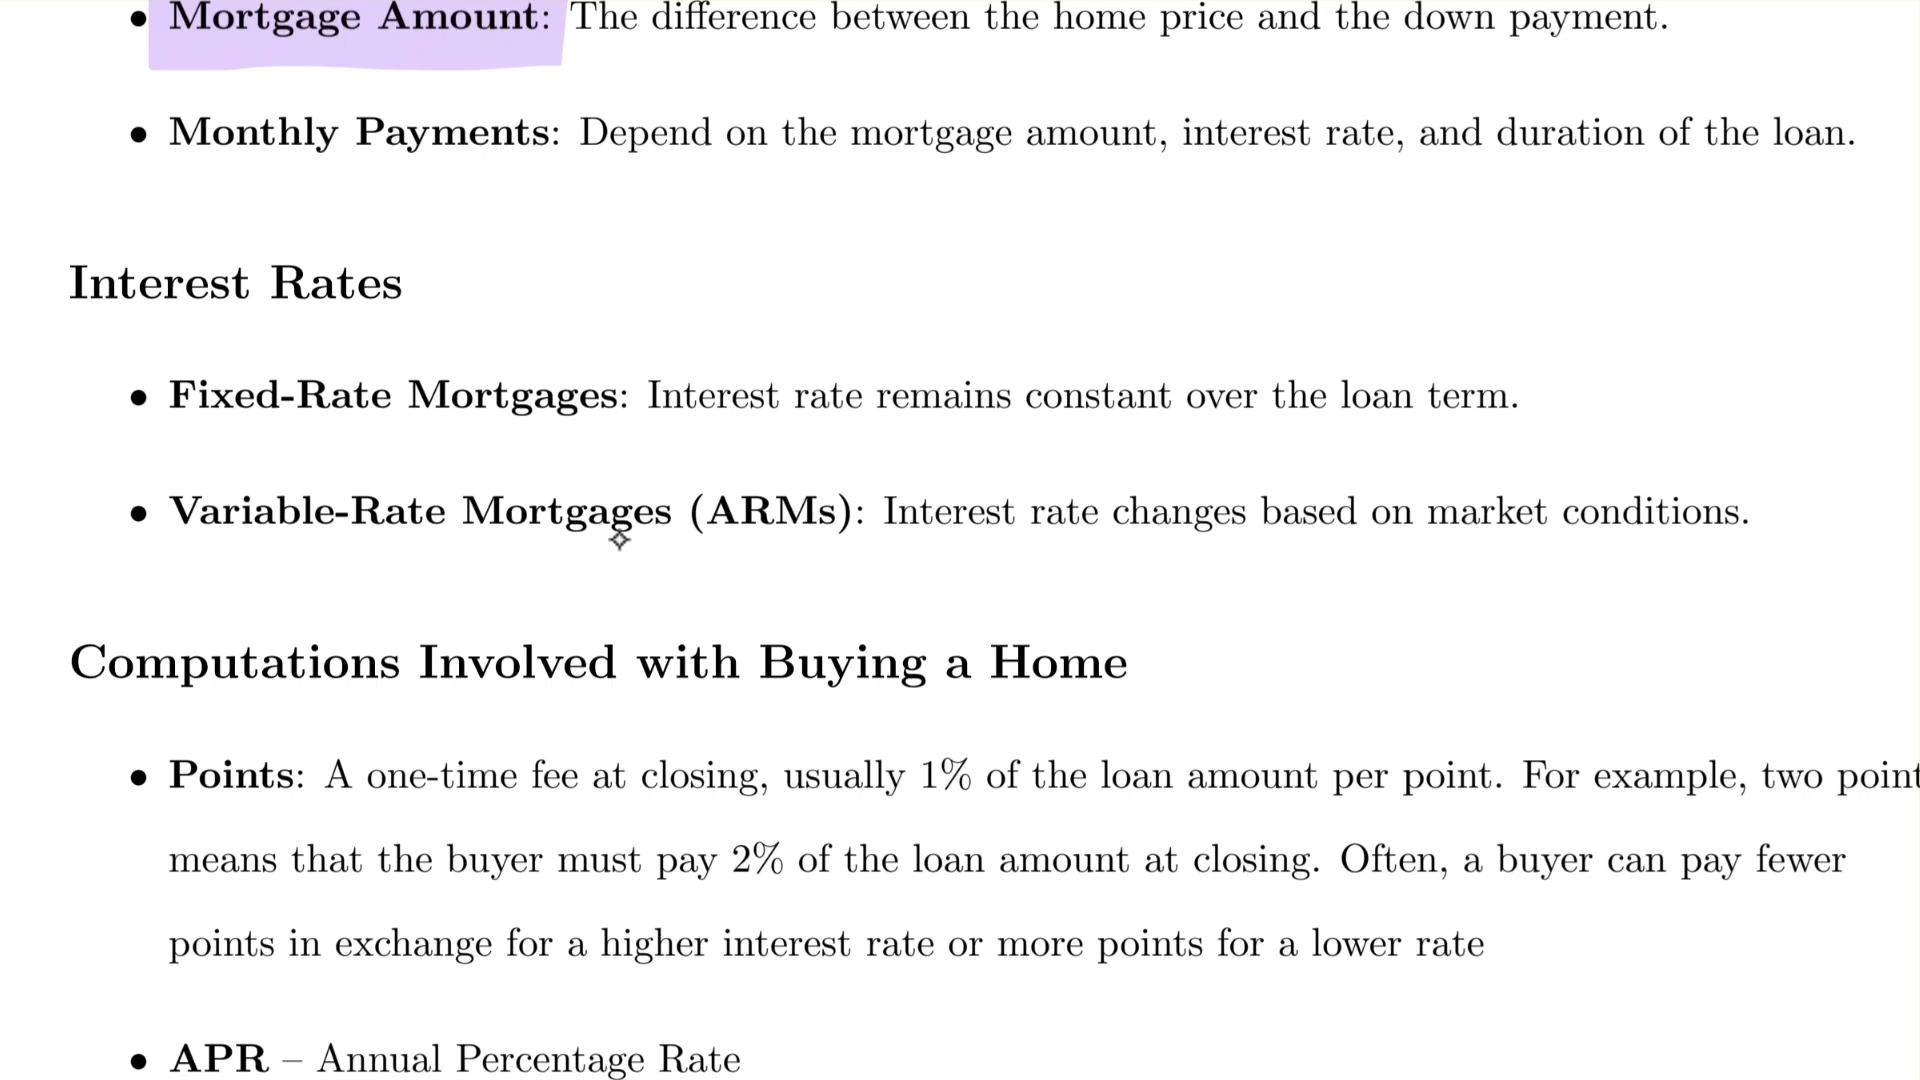 • Mortgage Amount: The difference between the home price and the down payment.
• Monthly Payments: Depend on the mortgage amount, interest rate, and duration of the loan.
Interest Rates
• Fixed-Rate Mortgages: Interest rate remains constant over the loan term.
• Variable-Rate Mortgages (ARMs): Interest rate changes based on market conditions.
Computations Involved with Buying a Home
• Points: A one-time fee at closing, usually 1% of the loan amount per point. For example, two point
means that the buyer must pay 2% of the loan amount at closing. Often, a buyer can pay fewer
points in exchange for a higher interest rate or more points for a lower rate
• APR – Annual Percentage Rate